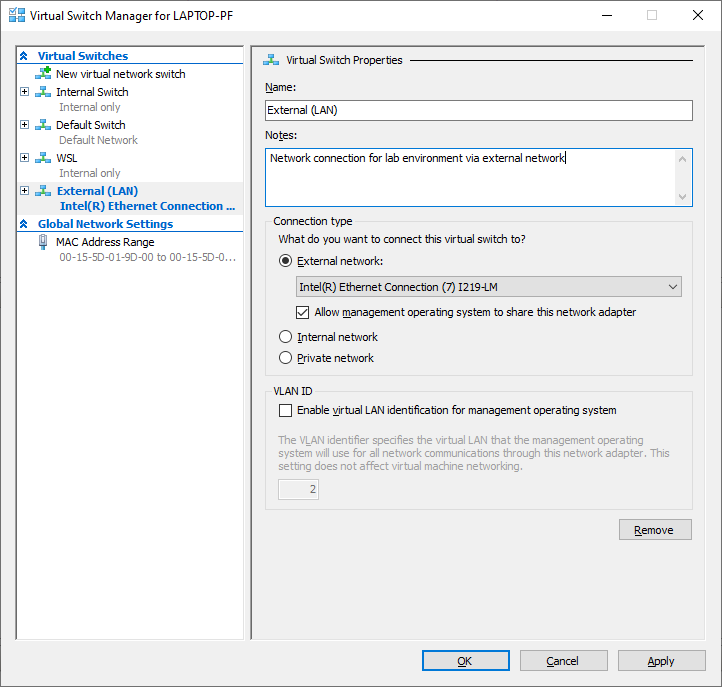 Virtual Switch Manager for LAPTOP-PF
Virtual Switches
New virtual network switch
Internal Switch
Internal only
Default Switch
Default Network
WSL
Internal only
External (LAN)
Intel(R) Ethernet Connection ...
Global Network Settings
MAC Address Range
00-15-5D-01-9D-00 to 00-15-5D-0...
Virtual Switch Properties
Name:
External (LAN)
Notes:
Network connection for lab environment via external network
Connection type
What do you want to connect this virtual switch to?
External network:
Intel(R) Ethernet Connection (7) I219-LM
Allow management operating system to share this network adapter
Internal network
Private network
VLAN ID
Enable virtual LAN identification for management operating system
The VLAN identifier specifies the virtual LAN that the management operating
system will use for all network communications through this network adapter. This
setting does not affect virtual machine networking.
2
Remove
OK
Cancel
Apply